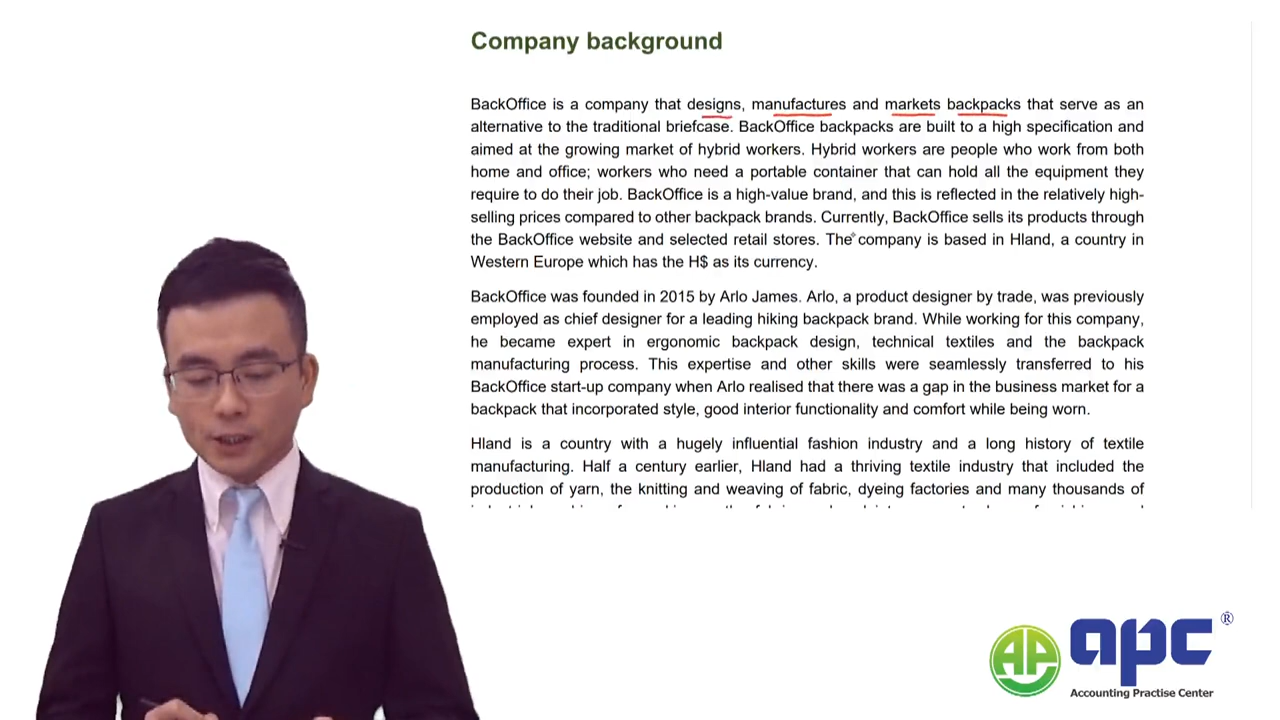 Company background
BackOffice is a company that designs, manufactures and markets backpacks that serve as an
alternative to the traditional briefcase. BackOffice backpacks are built to a high specification and
aimed at the growing market of hybrid workers. Hybrid workers are people who work from both
home and office; workers who need a portable container that can hold all the equipment they
require to do their job. BackOffice is a high-value brand, and this is reflected in the relatively high-
selling prices compared to other backpack brands. Currently, BackOffice sells its products through
the BackOffice website and selected retail stores. The company is based in Hland, a country in
Western Europe which has the H$ as its currency.
BackOffice was founded in 2015 by Arlo James. Arlo, a product designer by trade, was previously
employed as chief designer for a leading hiking backpack brand. While working for this company,
he became expert in ergonomic backpack design, technical textiles and the backpack
manufacturing process. This expertise and other skills were seamlessly transferred to his
BackOffice start-up company when Arlo realised that there was a gap in the business market for a
backpack that incorporated style, good interior functionality and comfort while being worn.
Hland is a country with a hugely influential fashion industry and a long history of textile
manufacturing. Half a century earlier, Hland had a thriving textile industry that included the
production of yarn, the knitting and weaving of fabric, dyeing factories and many thousands of
AP apc ®
Accounting Practise Center